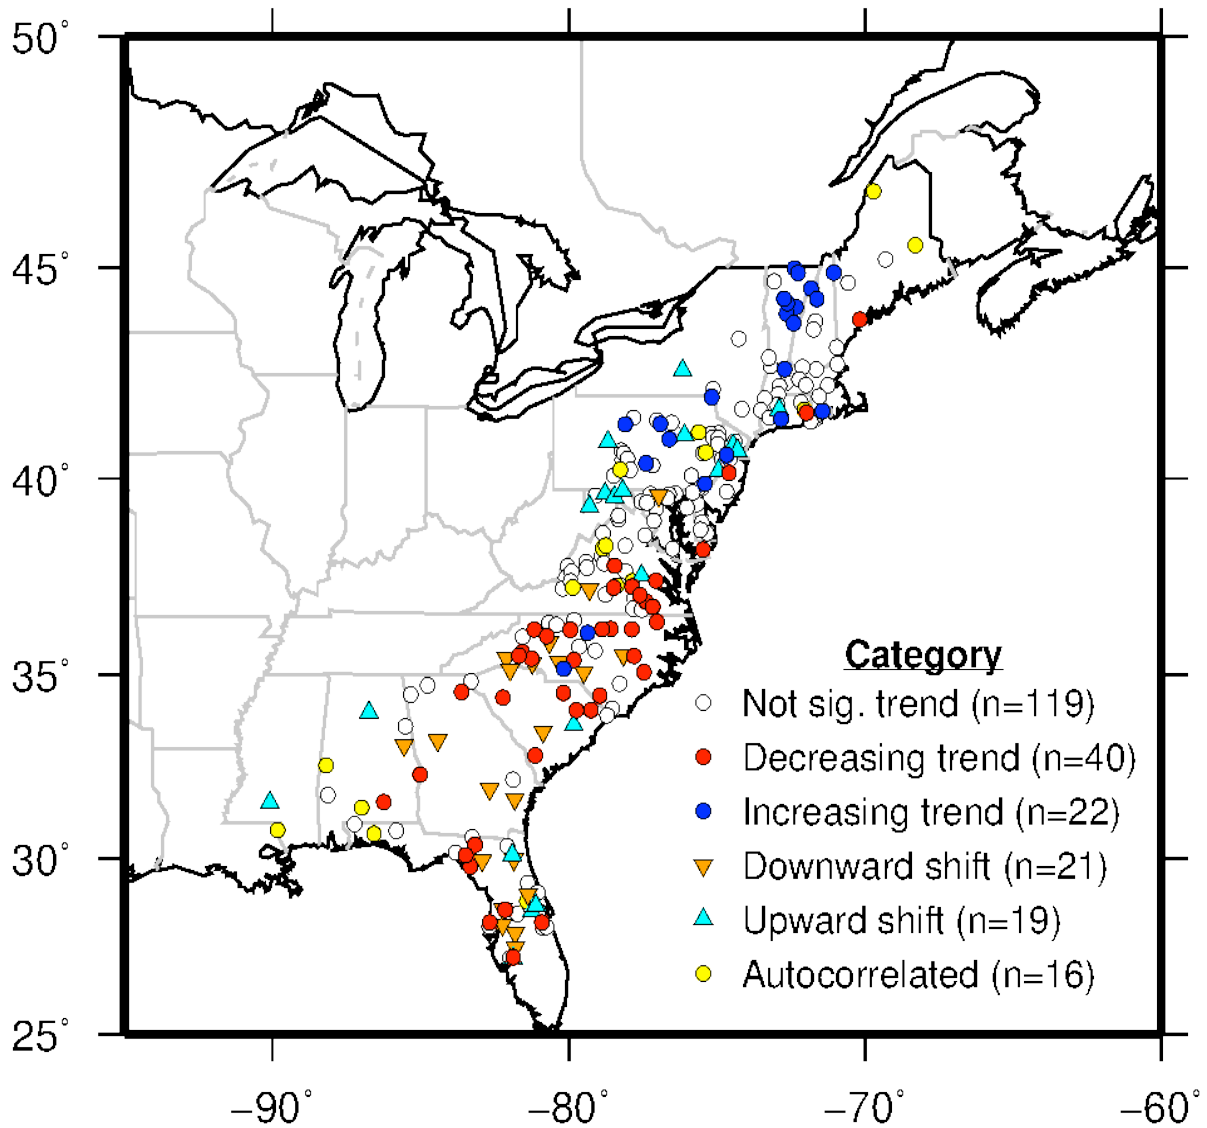 50°
45°
40°
35°
30°
25°
Category
Not sig. trend (n=119)
Decreasing trend (n=40)
Increasing trend (n=22)
Downward shift (n=21)
Upward shift (n=19)
Autocorrelated (n=16)
−90° −80° −70° −60°